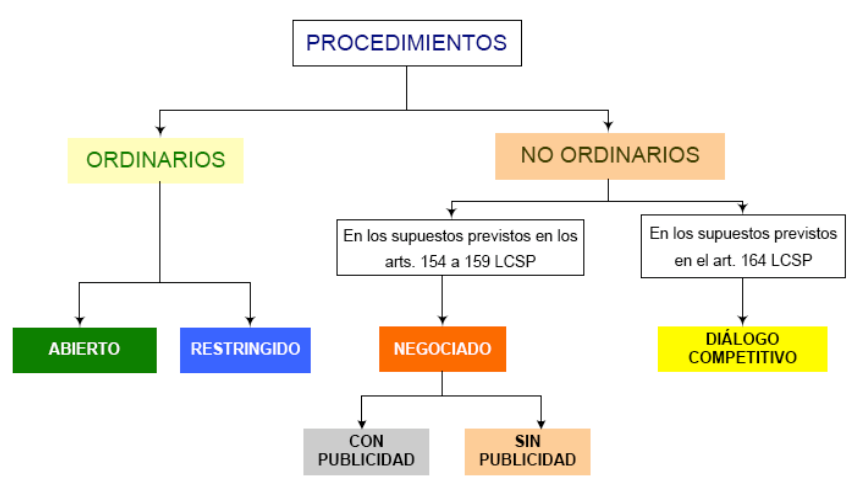 PROCEDIMIENTOS
ORDINARIOS
NO ORDINARIOS
En los supuestos previstos en los
arts. 154 a 159 LCSP
En los supuestos previstos
en el art. 164 LCSP
ABIERTO
RESTRINGIDO
NEGOCIADO
DIÁLOGO
COMPETITIVO
CON
PUBLICIDAD
SIN
PUBLICIDAD